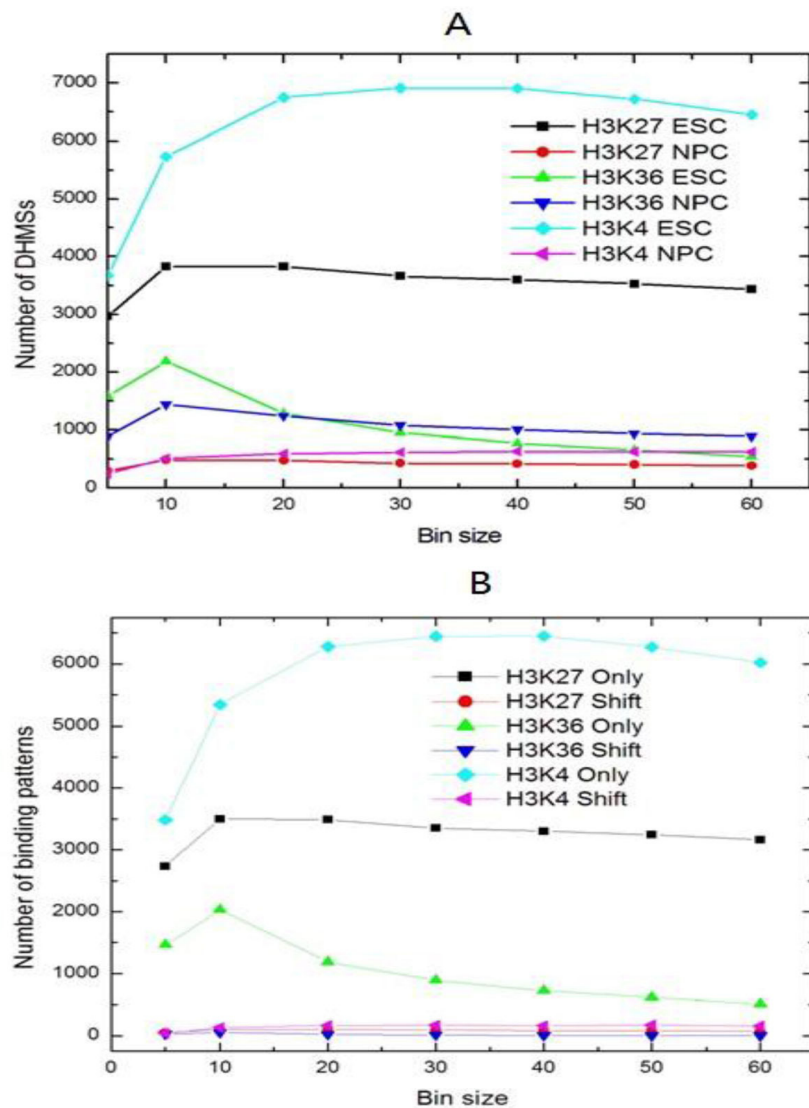 A
7000
6000
5000
4000
3000
2000
1000
0
Number of DHMSs
H3K27 ESC
H3K27 NPC
H3K36 ESC
H3K36 NPC
H3K4 ESC
H3K4 NPC
10 20 30 40 50 60
Bin size
B
6000
5000
4000
3000
2000
1000
0
Number of binding patterns
H3K27 Only
H3K27 Shift
H3K36 Only
H3K36 Shift
H3K4 Only
H3K4 Shift
0 10 20 30 40 50 60
Bin size